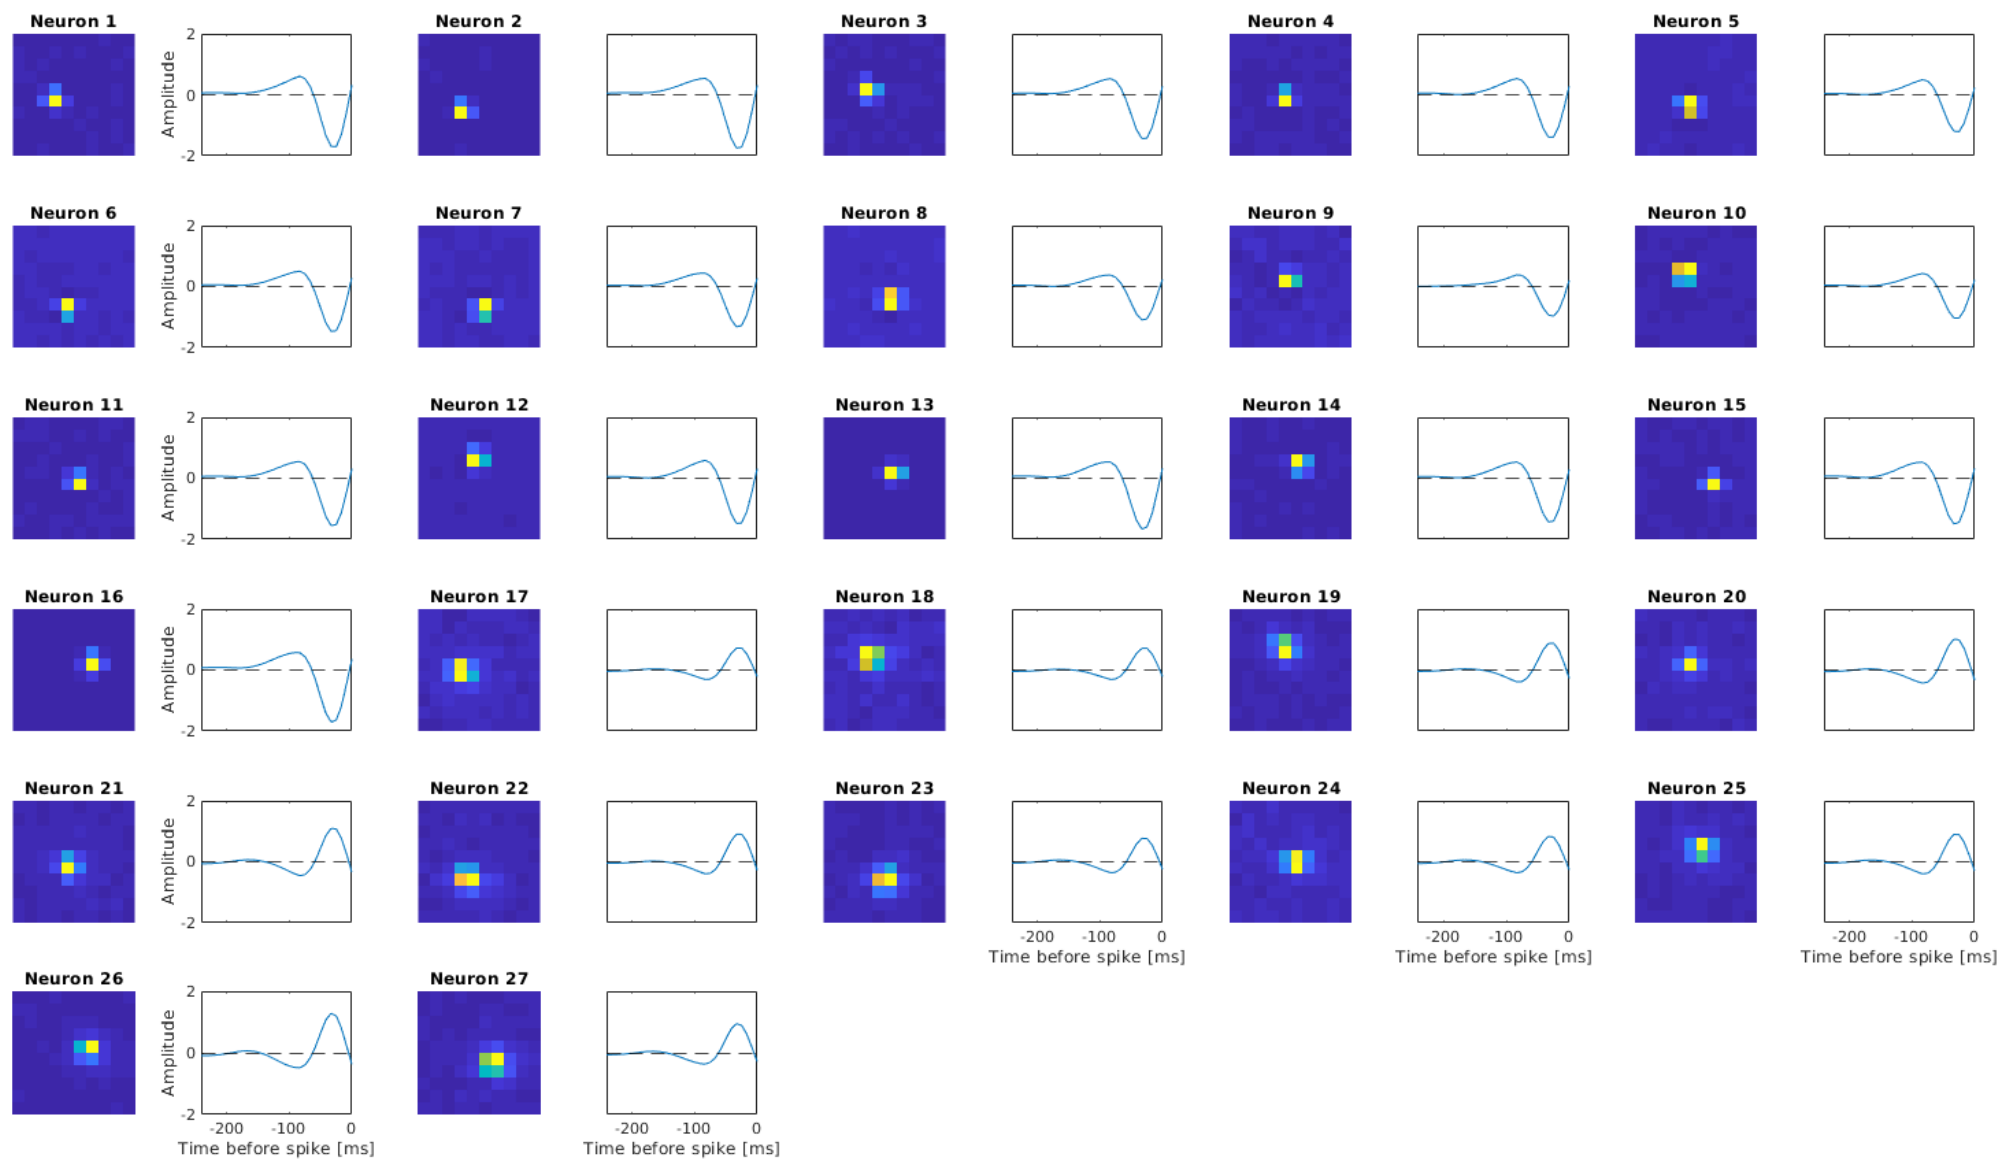 Neuron 1 Neuron 2 Neuron 3 Neuron 4 Neuron 5
2
0
-2
Amplitude
Neuron 6 Neuron 7 Neuron 8 Neuron 9 Neuron 10
2
0
-2
Amplitude
Neuron 11 Neuron 12 Neuron 13 Neuron 14 Neuron 15
2
0
-2
Amplitude
Neuron 16 Neuron 17 Neuron 18 Neuron 19 Neuron 20
2
0
-2
Amplitude
Neuron 21 Neuron 22 Neuron 23 Neuron 24 Neuron 25
2
0
-2
Amplitude
-200 -100 0 -200 -100 0 -200 -100 0
Time before spike [ms] Time before spike [ms] Time before spike [ms]
Neuron 26 Neuron 27
2
0
-2
Amplitude
-200 -100 0 -200 -100 0
Time before spike [ms] Time before spike [ms]